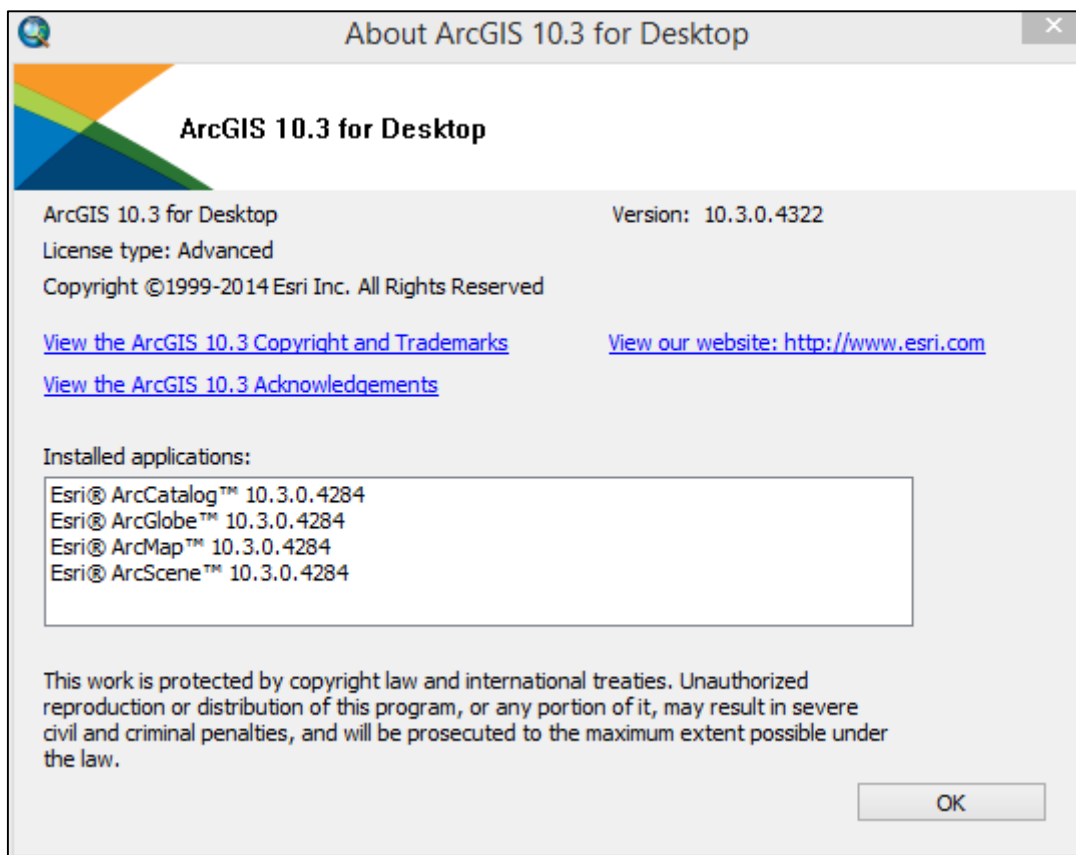 About ArcGIS 10.3 for Desktop
ArcGIS 10.3 for Desktop
ArcGIS 10.3 for Desktop
Version: 10.3.0.4322
License type: Advanced
Copyright ©1999-2014 Esri Inc. All Rights Reserved
View the ArcGIS 10.3 Copyright and Trademarks
View our website: http://www.esri.com
View the ArcGIS 10.3 Acknowledgements
Installed applications:
Esri® ArcCatalog™ 10.3.0.4284
Esri® ArcGlobe™ 10.3.0.4284
Esri® ArcMap™ 10.3.0.4284
Esri® ArcScene™ 10.3.0.4284
This work is protected by copyright law and international treaties. Unauthorized
reproduction or distribution of this program, or any portion of it, may result in severe
civil and criminal penalties, and will be prosecuted to the maximum extent possible under
the law.
OK